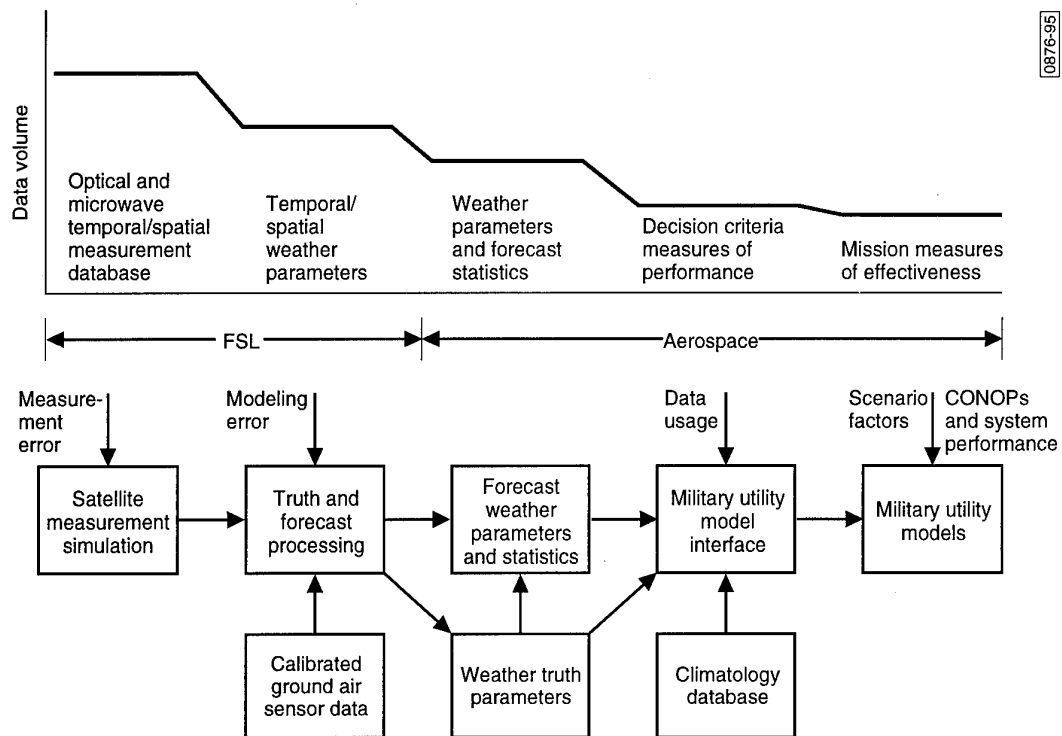 0876-95
Data volume
Optical and
microwave
temporal/spatial
measurement
database
Temporal/
spatial
weather
parameters
Weather
parameters
and forecast
statistics
Decision criteria
measures of
performance
Mission measures
of effectiveness
FSL
Aerospace
Measure-
ment
error
Modeling
error
Data
usage
Scenario
factors
CONOPs
and system
performance
Satellite
measurement
simulation
Truth and
forecast
processing
Forecast
weather
parameters
and statistics
Military utility
model
interface
Military utility
models
Calibrated
ground air
sensor data
Weather truth
parameters
Climatology
database